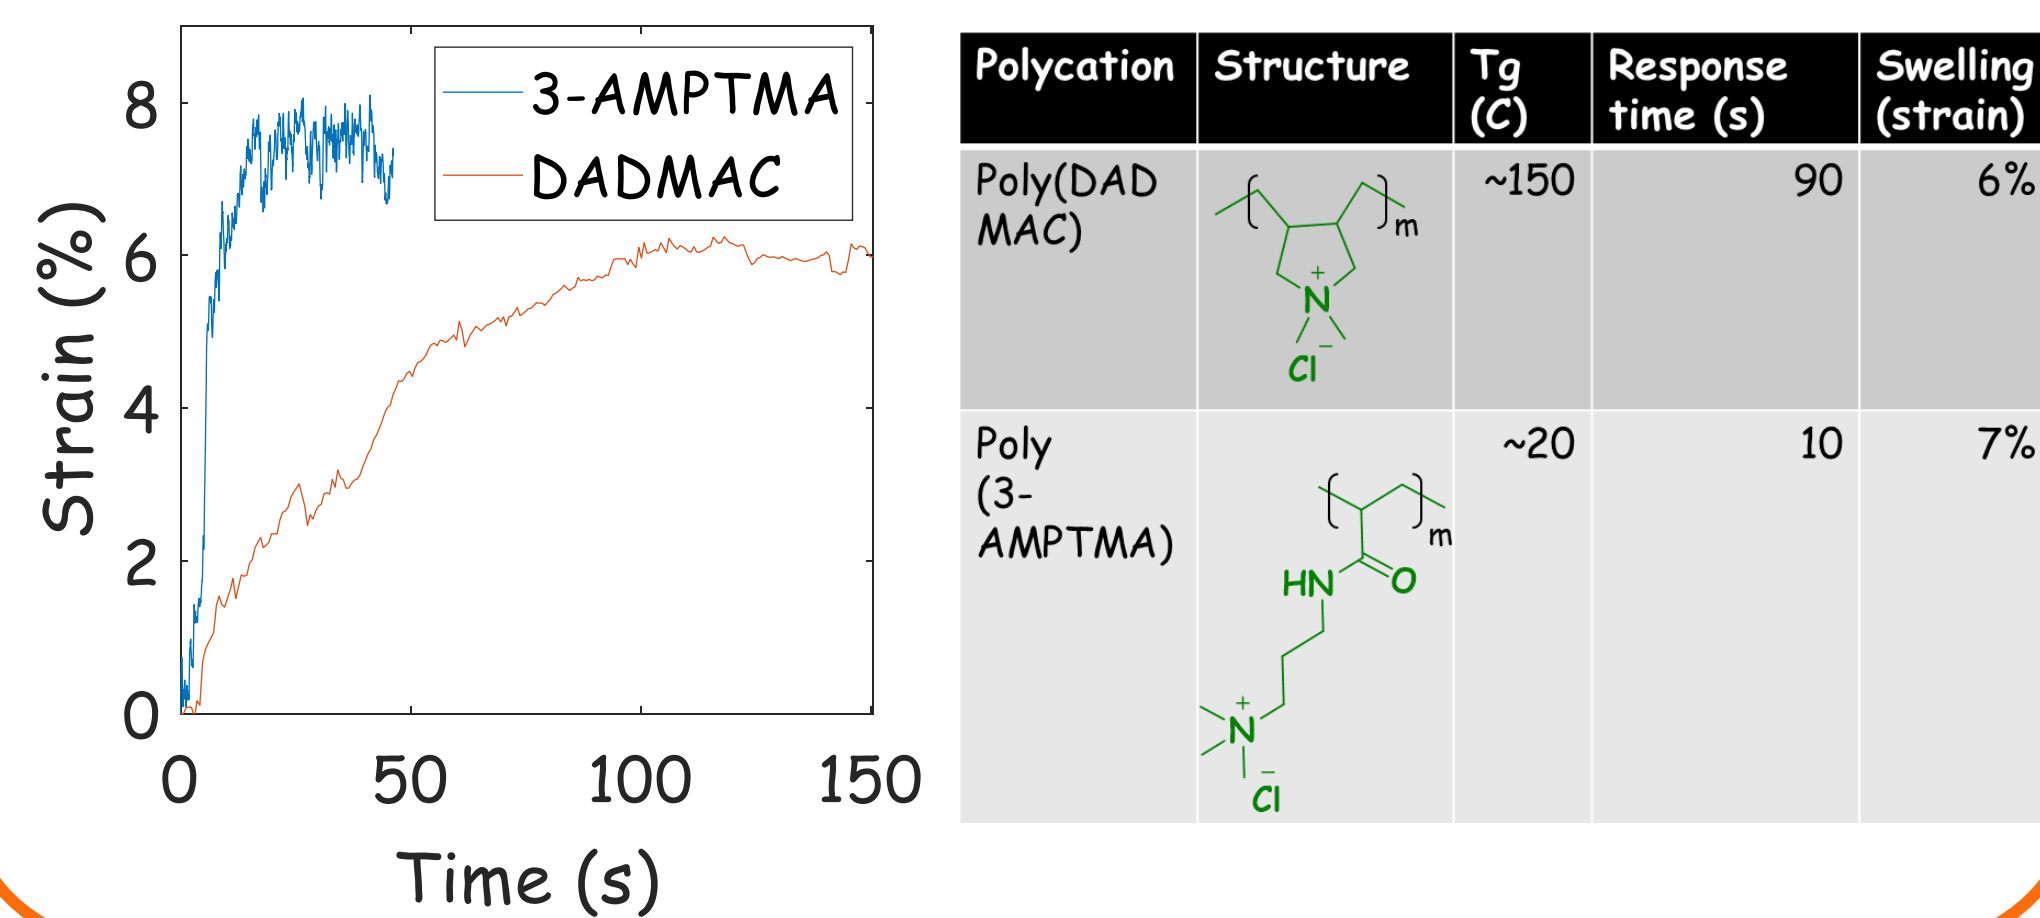 3-AMPTMA
DADMAC
8
6
4
2
0
0
50
100
150
Strain (%)
Time (s)
Polycation
Structure
Tg
(C)
Response
time (s)
Swelling
(strain)
Poly(DAD
MAC)
m
+
N
−
Cl
~150
90
6%
Poly
(3-
AMPTMA)
m
HN
O
+
N
−
Cl
~20
10
7%